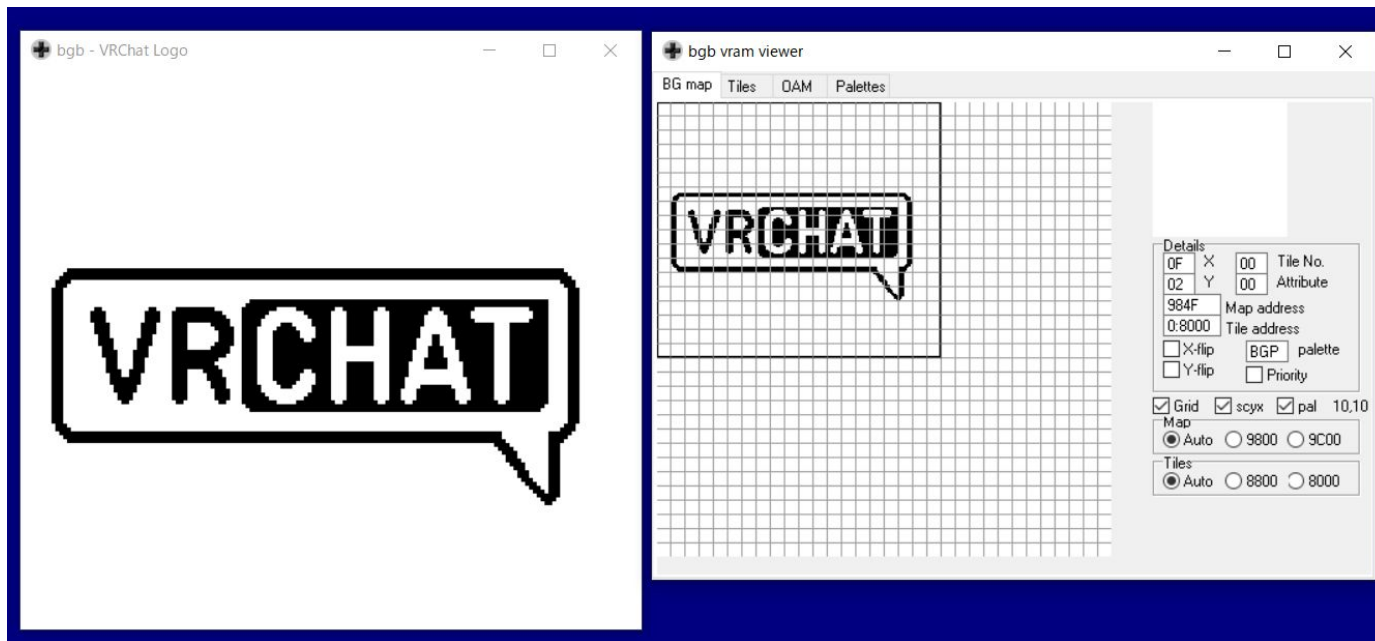 bgb - VRChat Logo
VRCHAT
bgb vram viewer
BG map Tiles OAM Palettes
VRCHAT
Details
0F X 00 Tile No.
02 Y 00 Attribute
984F Map address
0:8000 Tile address
X-flip BGP palette
Y-flip Priority
Grid scyx pal 10,10
Map
Auto 9800 9C00
Tiles
Auto 8800 8000